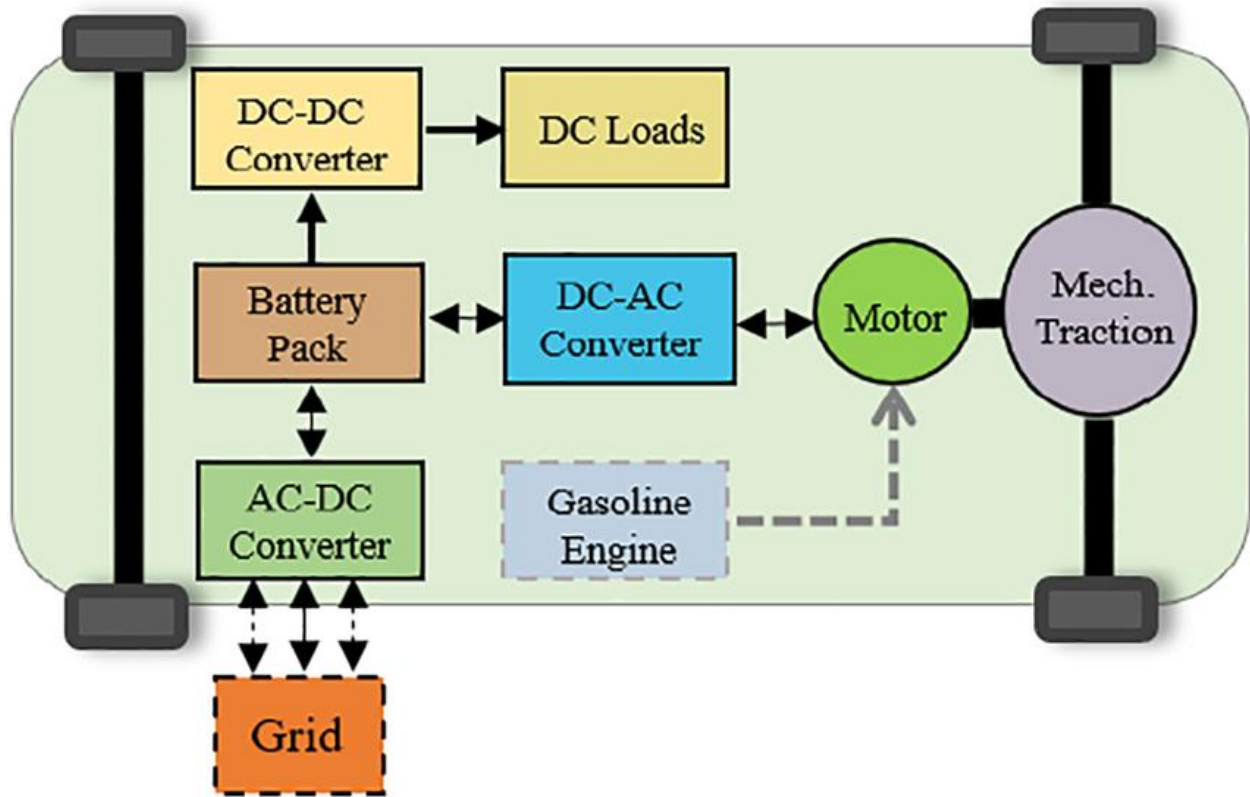 DC-DC
Converter
DC Loads
Battery
Pack
DC-AC
Converter
Motor
Mech.
Traction
AC-DC
Converter
Gasoline
Engine
Grid